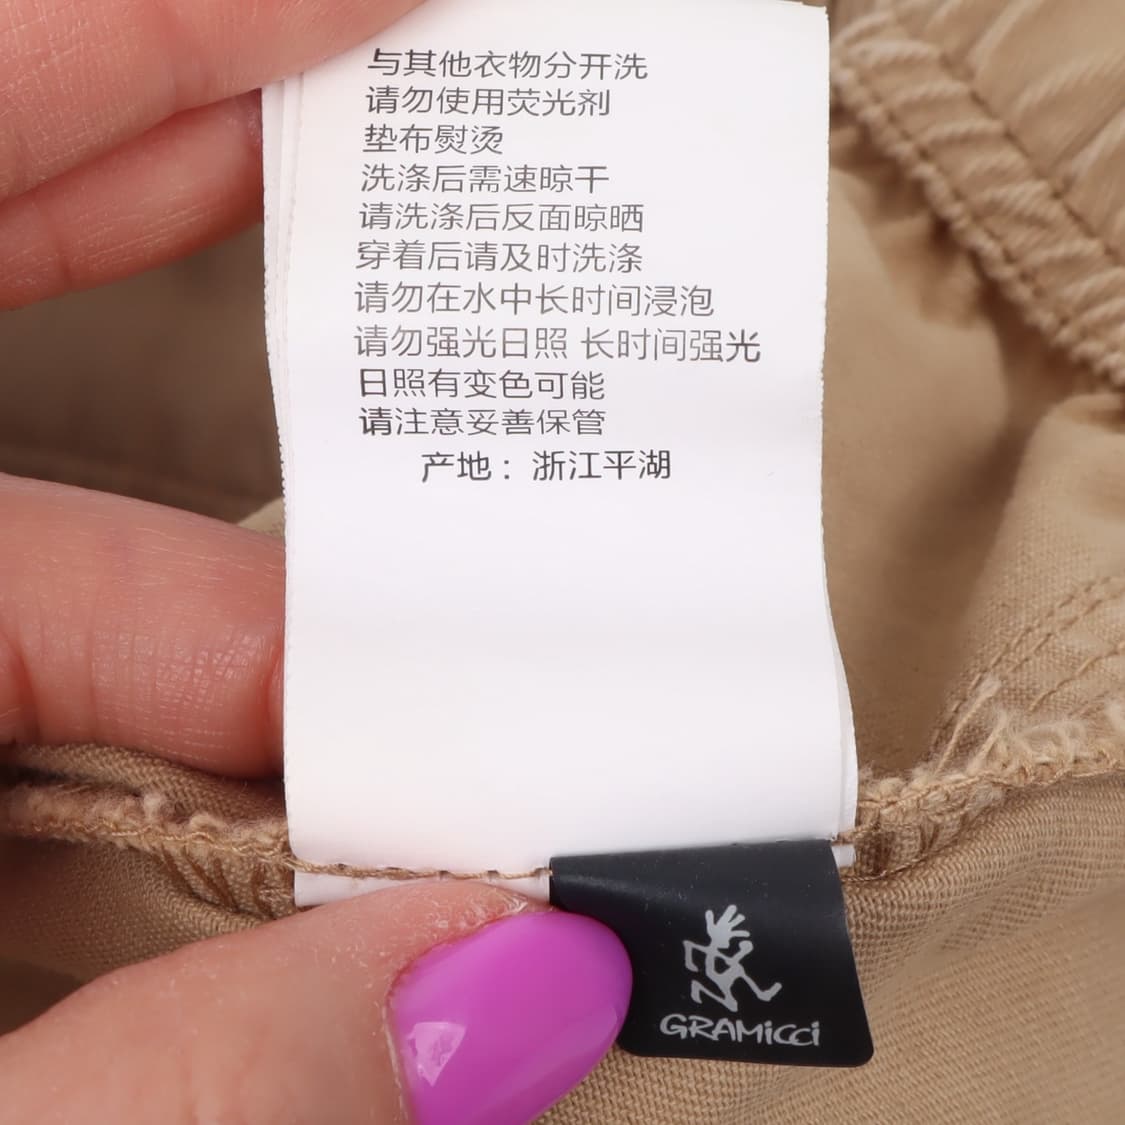 与其他衣物分开洗
请勿使用荧光剂
垫布熨烫
洗涤后需速晾干
请洗涤后反面晾晒
穿着后请及时洗涤
请勿在水中长时间浸泡
请勿强光日照 长时间强光
日照有变色可能
请注意妥善保管
产地：浙江平湖
GRAMICCI